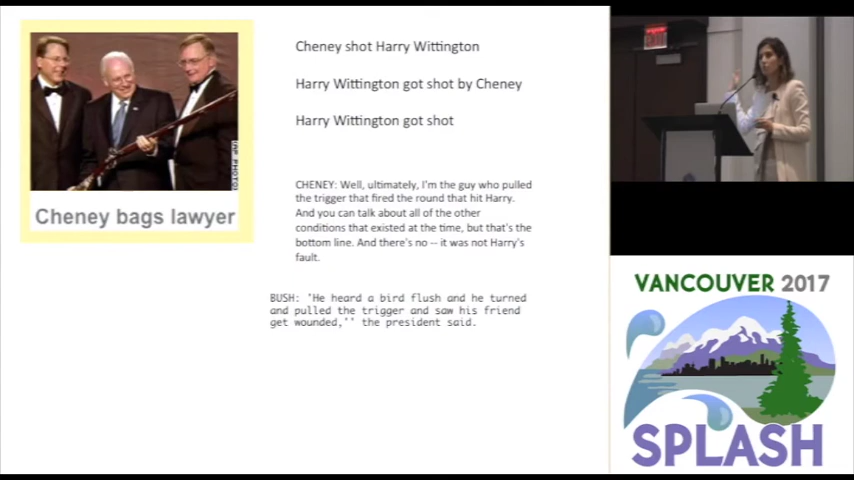 Cheney shot Harry Wittington
Harry Wittington got shot by Cheney
Harry Wittington got shot
(AP PHOTO)
Cheney bags lawyer
CHENEY: Well, ultimately, I'm the guy who pulled
the trigger that fired the round that hit Harry.
And you can talk about all of the other
conditions that existed at the time, but that's the
bottom line. And there's no -- it was not Harry's
fault.
BUSH: 'He heard a bird flush and he turned
and pulled the trigger and saw his friend
get wounded,'' the president said.
VANCOUVER 2017
SPLASH